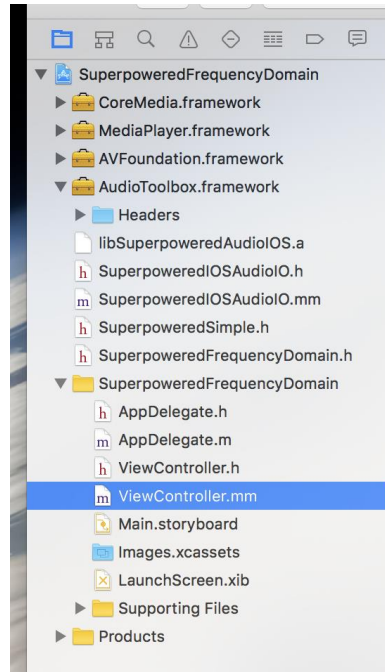 SuperpoweredFrequencyDomain
CoreMedia.framework
MediaPlayer.framework
AVFoundation.framework
AudioToolbox.framework
Headers
libSuperpoweredAudioIOS.a
h SuperpoweredIOSAudioIO.h
m SuperpoweredIOSAudioIO.mm
h SuperpoweredSimple.h
h SuperpoweredFrequencyDomain.h
SuperpoweredFrequencyDomain
h AppDelegate.h
m AppDelegate.m
h ViewController.h
m ViewController.mm
Main.storyboard
Images.xcassets
LaunchScreen.xib
Supporting Files
Products